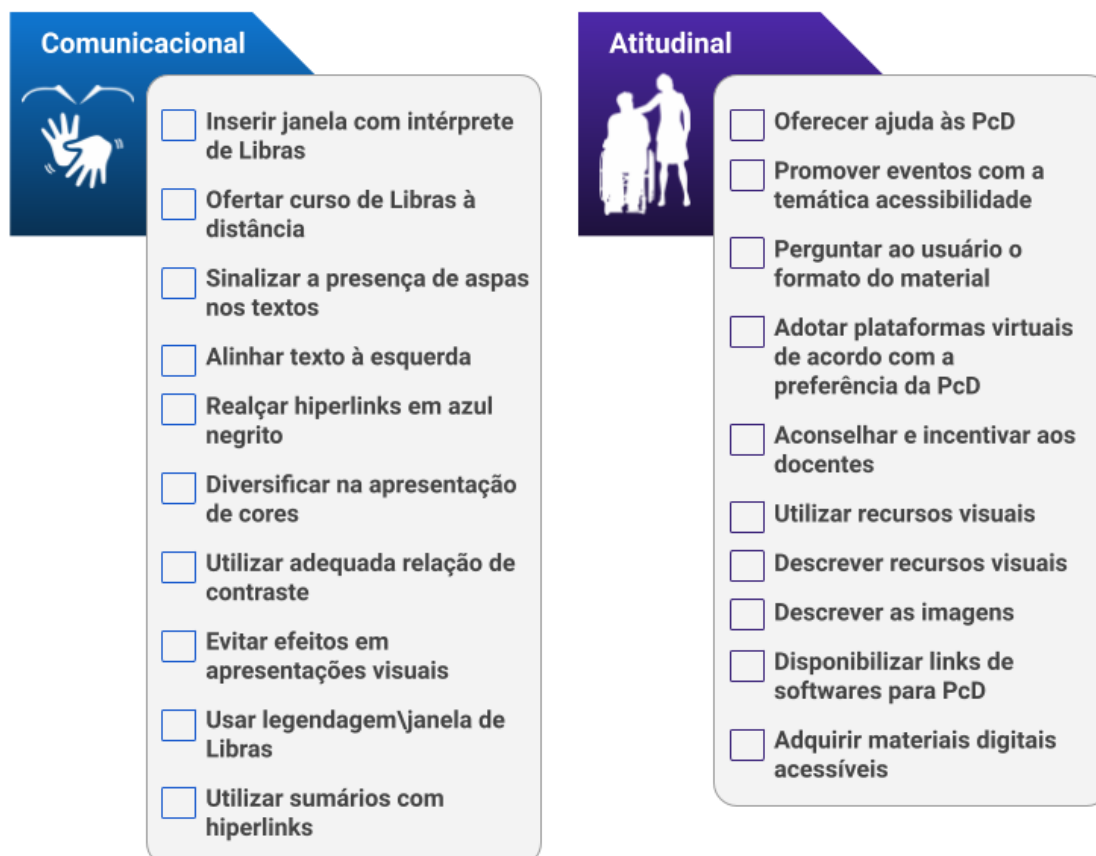 Comunicacional
Inserir janela com intérprete
de Libras
Ofertar curso de Libras à
distância
Sinalizar a presença de aspas
nos textos
Alinhar texto à esquerda
Realçar hiperlinks em azul
negrito
Diversificar na apresentação
de cores
Utilizar adequada relação de
contraste
Evitar efeitos em
apresentações visuais
Usar legendagem\janela de
Libras
Utilizar sumários com
hiperlinks
Atitudinal
Oferecer ajuda às PcD
Promover eventos com a
temática acessibilidade
Perguntar ao usuário o
formato do material
Adotar plataformas virtuais
de acordo com a
preferência da PcD
Aconselhar e incentivar aos
docentes
Utilizar recursos visuais
Descrever recursos visuais
Descrever as imagens
Disponibilizar links de
softwares para PcD
Adquirir materiais digitais
acessíveis